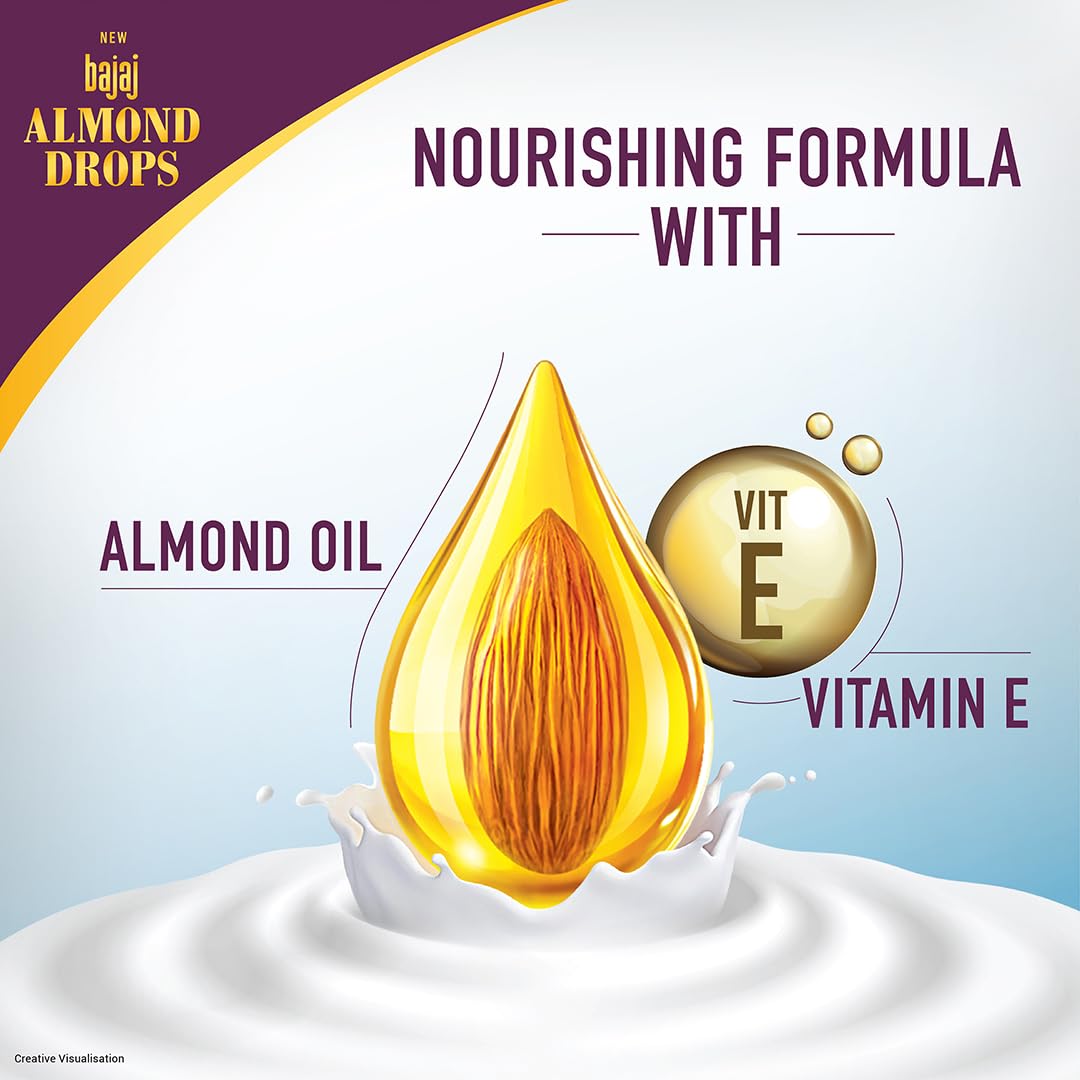 NEW
bajaj
ALMOND
DROPS
NOURISHING FORMULA
WITH
ALMOND OIL
VIT
E
VITAMIN E
Creative Visualisation